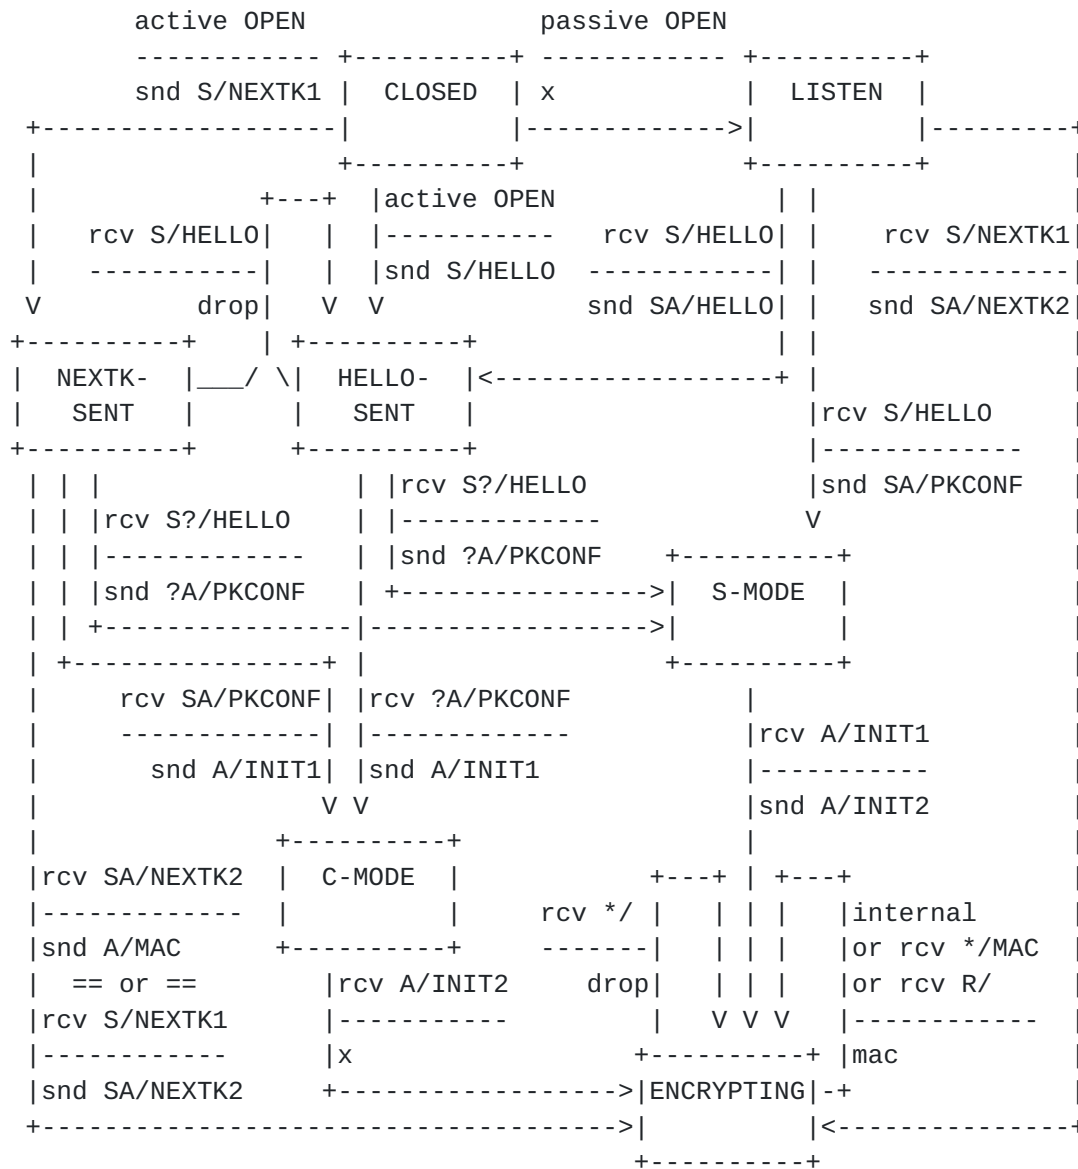 active OPEN               passive OPEN
        ------------ +----------+ ------------ +----------+
        snd S/NEXTK1 |  CLOSED  | x            |  LISTEN  |
 +-------------------|          |------------->|          |---------+
 |                   +----------+              +----------+         |
 |              +---+  |active OPEN              | |                |
 |   rcv S/HELLO|   |  |-----------   rcv S/HELLO| |    rcv S/NEXTK1|
 |   -----------|   |  |snd S/HELLO  ------------| |   -------------|
 V          drop|   V  V             snd SA/HELLO| |   snd SA/NEXTK2|
+----------+    | +----------+                   | |                |
|  NEXTK-  |___/ \|  HELLO-  |<------------------+ |                |
|   SENT   |      |   SENT   |                     |rcv S/HELLO     |
+----------+      +----------+                     |-------------   |
 | | |                | |rcv S?/HELLO              |snd SA/PKCONF   |
 | | |rcv S?/HELLO    | |-------------             V                |
 | | |-------------   | |snd ?A/PKCONF    +----------+              |
 | | |snd ?A/PKCONF   | +---------------->|  S-MODE  |              |
 | | +----------------|------------------>|          |              |
 | +----------------+ |                   +----------+              |
 |     rcv SA/PKCONF| |rcv ?A/PKCONF           |                    |
 |     -------------| |-------------           |rcv A/INIT1         |
 |       snd A/INIT1| |snd A/INIT1             |-----------         |
 |                  V V                        |snd A/INIT2         |
 |               +----------+                  |                    |
 |rcv SA/NEXTK2  |  C-MODE  |            +---+ | +---+              |
 |-------------  |          |     rcv */ |   | | |   |internal      |
 |snd A/MAC      +----------+     -------|   | | |   |or rcv */MAC  |
 |  == or ==       |rcv A/INIT2     drop|   | | |   |or rcv R/     |
 |rcv S/NEXTK1     |-----------         |   V V V   |------------  |
 |------------     |x                  +----------+ |mac           |
 |snd SA/NEXTK2    +------------------>|ENCRYPTING|-+              |
 +------------------------------------>|          |<---------------+
                                       +----------+